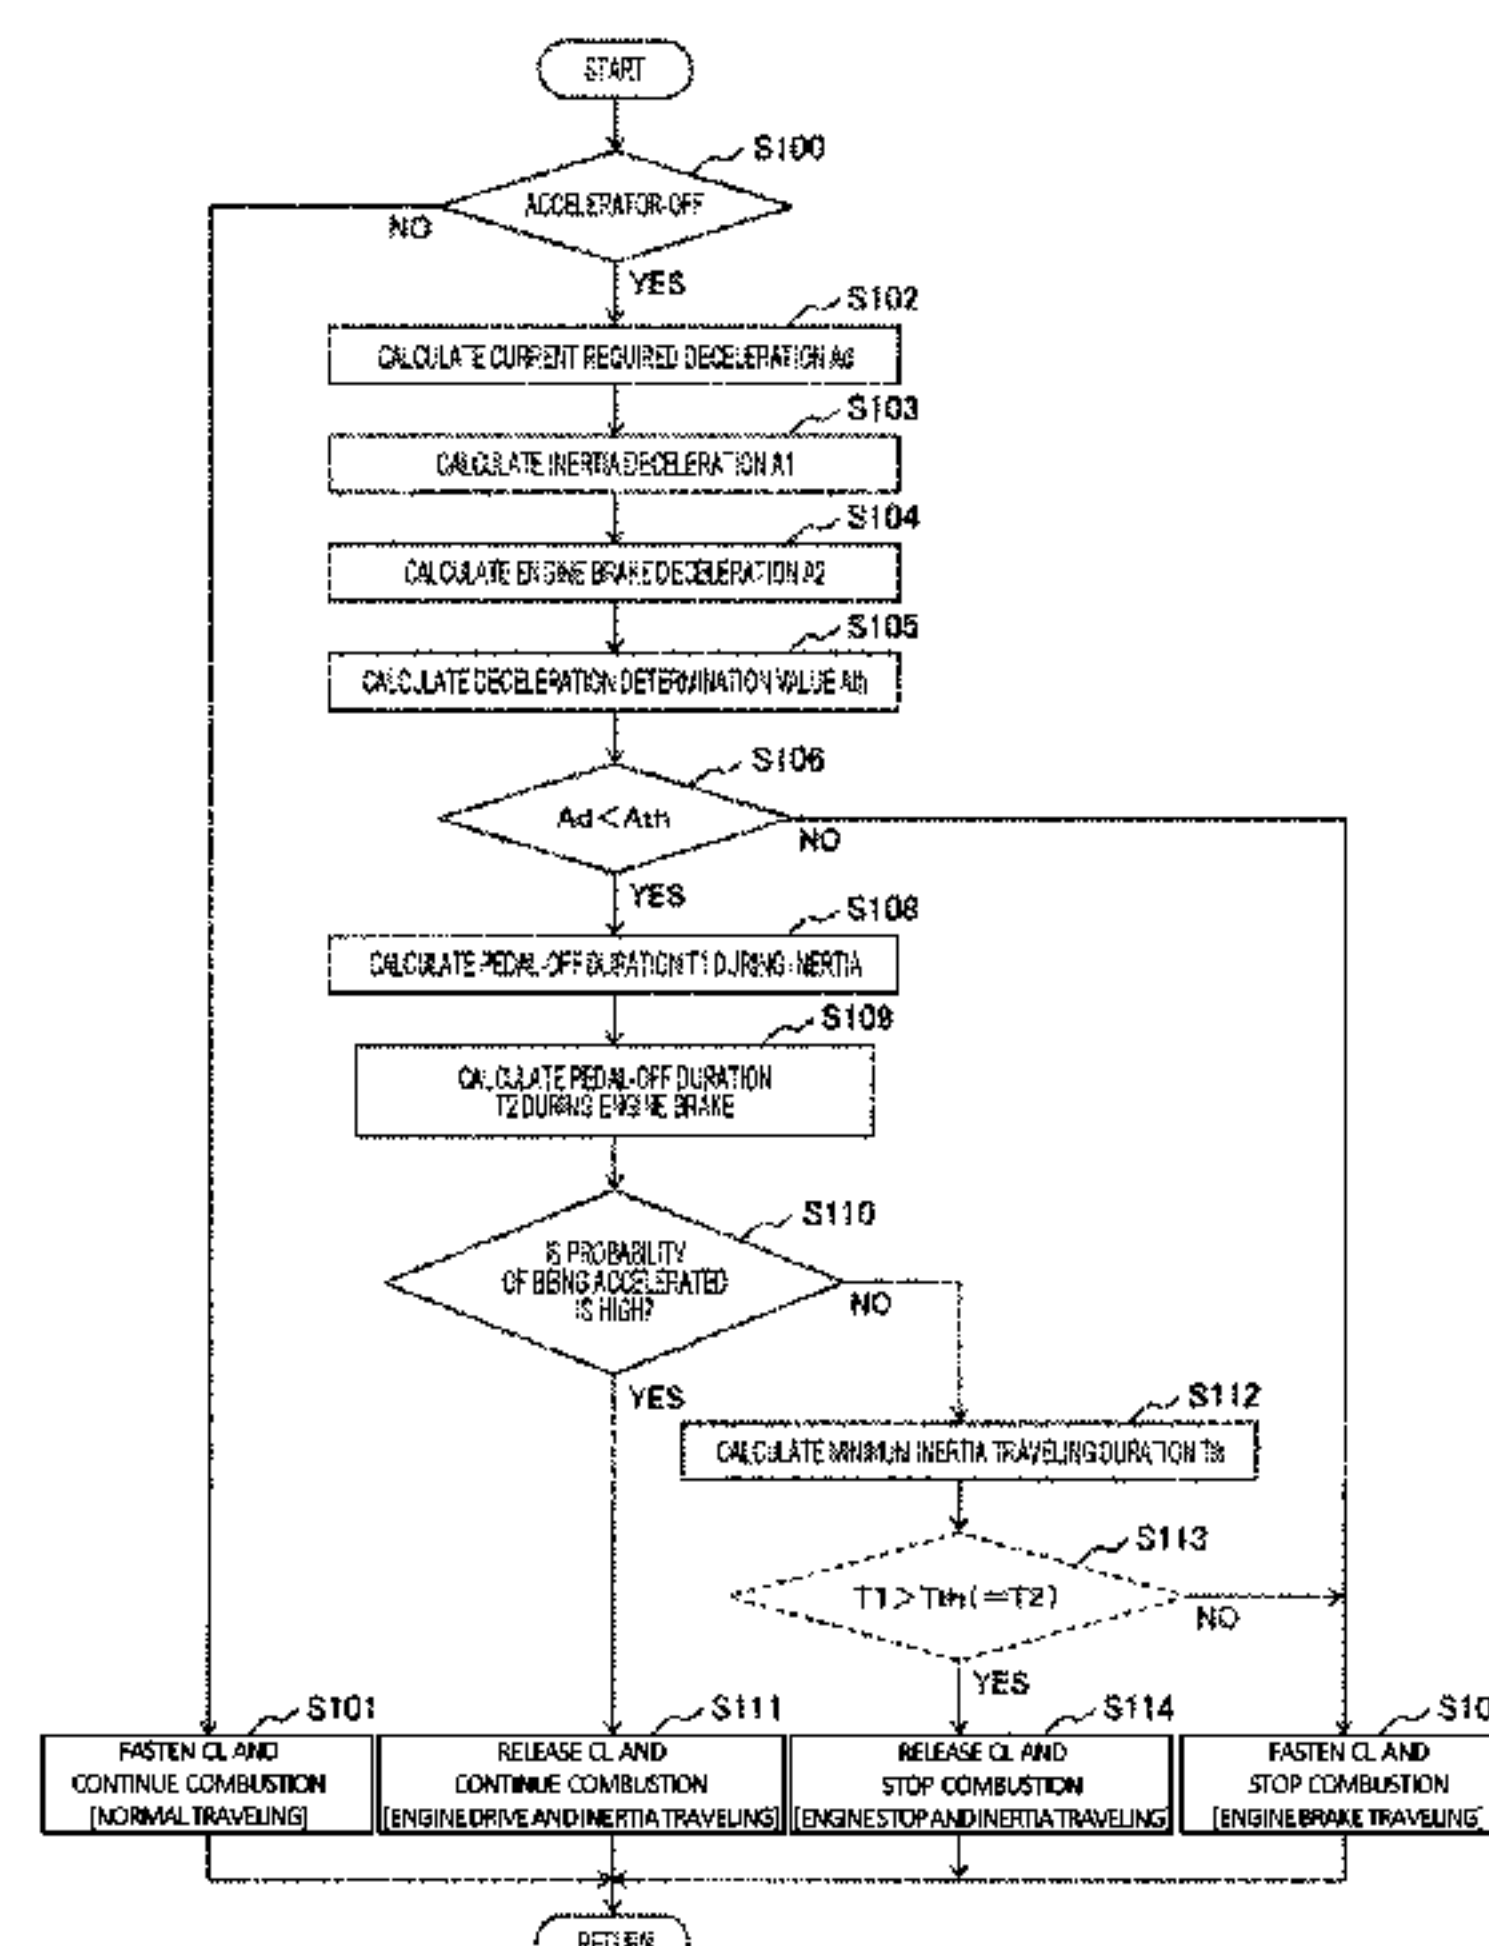 START
S100
ACCELERATOR-OFF
NO
YES
S102
CALCULATE CURRENT REQUIRED DECELERATION Ad
S103
CALCULATE INERTIA DECELERATION A1
S104
CALCULATE ENGINE BRAKE DECELERATION A2
S105
CALCULATE DECELERATION DETERMINATION VALUE Ath
S106
Ad<Ath
NO
YES
S108
CALCULATE PEDAL-OFF DURATION T1 DURING INERTIA
S109
CALCULATE PEDAL-OFF DURATION
T2 DURING ENGINE BRAKE
S110
IS PROBABILITY
OF BEING ACCELERATED
IS HIGH?
NO
YES
S112
CALCULATE MINIMUN INERTIA TRAVELING DURATION Tth
S113
T1>Tth(=T2)
NO
YES
S101
FASTEN CL AND
CONTINUE COMBUSTION
[NORMAL TRAVELING]
S111
RELEASE CL AND
CONTINUE COMBUSTION
[ENGINE DRIVE AND INERTIA TRAVELING]
S114
RELEASE CL AND
STOP COMBUSTION
[ENGINE STOP AND INERTIA TRAVELING]
S10
FASTEN CL AND
STOP COMBUSTION
[ENGINE BRAKE TRAVELING]
RETURN